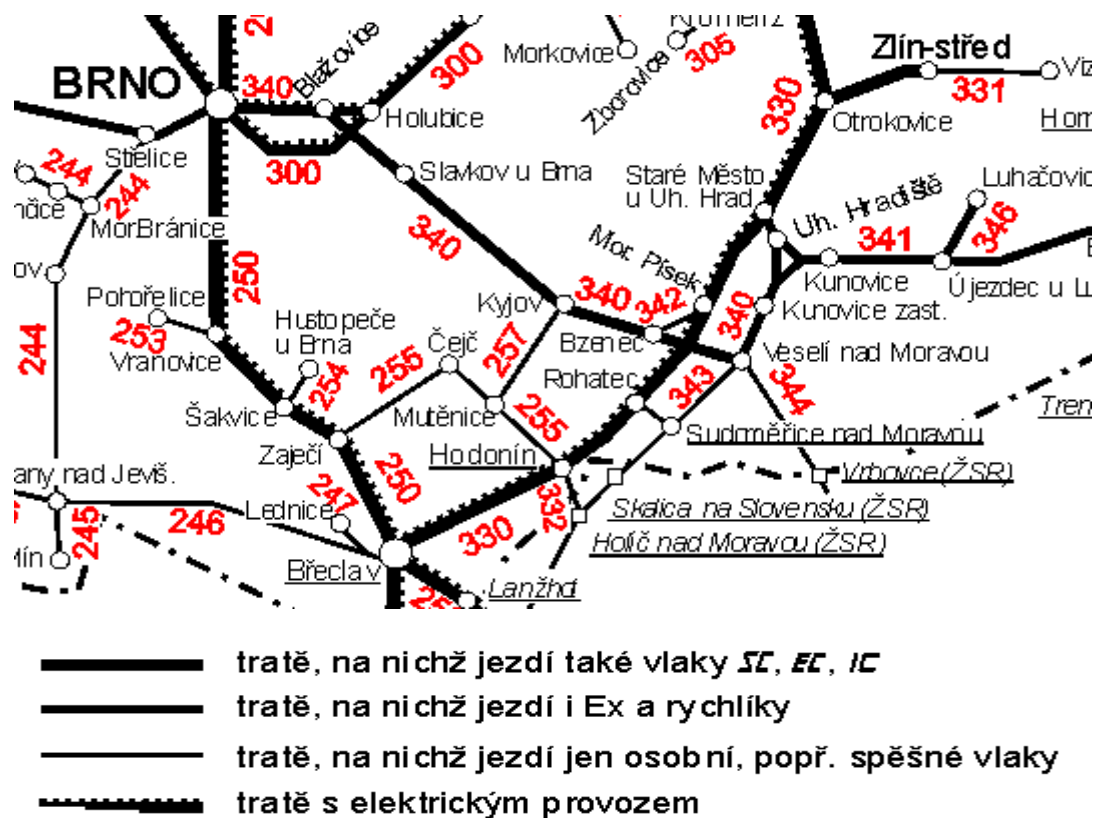 Kroměříž
Morkovice
Zborovice
305
Zlín-střed
331
Otrokovice
BRNO
340
Blažovice
300
Holubice
330
Střelice
300
Slavkov u Brna
Staré Město
u Uh. Hrad.
Uh. Hradiště
346
244
244
MorBránice
340
Mor. Písek
341
Kunovice
250
Pohořelice
253
Vranovice
Hustopeče
u Brna
254
Kyjov
340
342
340
Kunovice zast.
Bzenec
Veselí nad Moravou
244
Čejč
255
257
Rohatec
343
344
Šakvice
Mutěnice
255
Sudoměřice nad Moravou
Zaječí
Hodonín
Vrbovce (ŽSR)
250
247
332
Skalica na Slovensku (ŽSR)
245
246
Lednice
330
Holíč nad Moravou (ŽSR)
Břeclav
Lanžhot
tratě, na nichž jezdí také vlaky SC, EC, IC
tratě, na nichž jezdí i Ex a rychlíky
tratě, na nichž jezdí jen osobní, popř. spěšné vlaky
tratě s elektrickým provozem